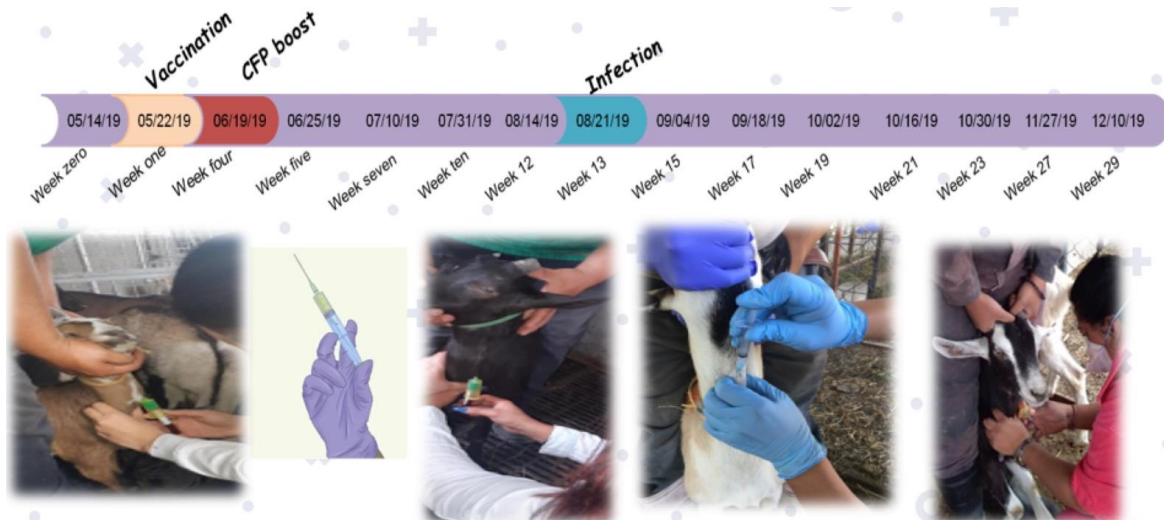 Vaccination
CFP boost
Infection
05/14/19 05/22/19 06/19/19 06/25/19 07/10/19 07/31/19 08/14/19 08/21/19 09/04/19 09/18/19 10/02/19 10/16/19 10/30/19 11/27/19 12/10/19
Week zero
Week one
Week four
Week five
Week seven
Week ten
Week 12
Week 13
Week 15
Week 17
Week 19
Week 21
Week 23
Week 27
Week 29